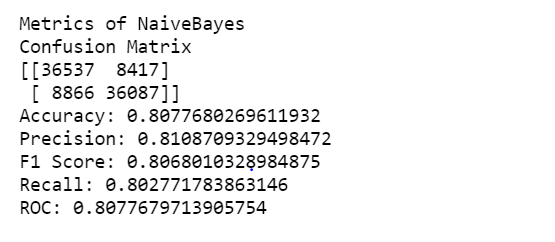 Metrics of NaiveBayes
Confusion Matrix
[[36537  8417]
 [ 8866 36087]]
Accuracy: 0.8077680269611932
Precision: 0.8108709329498472
F1 Score: 0.8068010328984875
Recall: 0.802771783863146
ROC: 0.8077679713905754